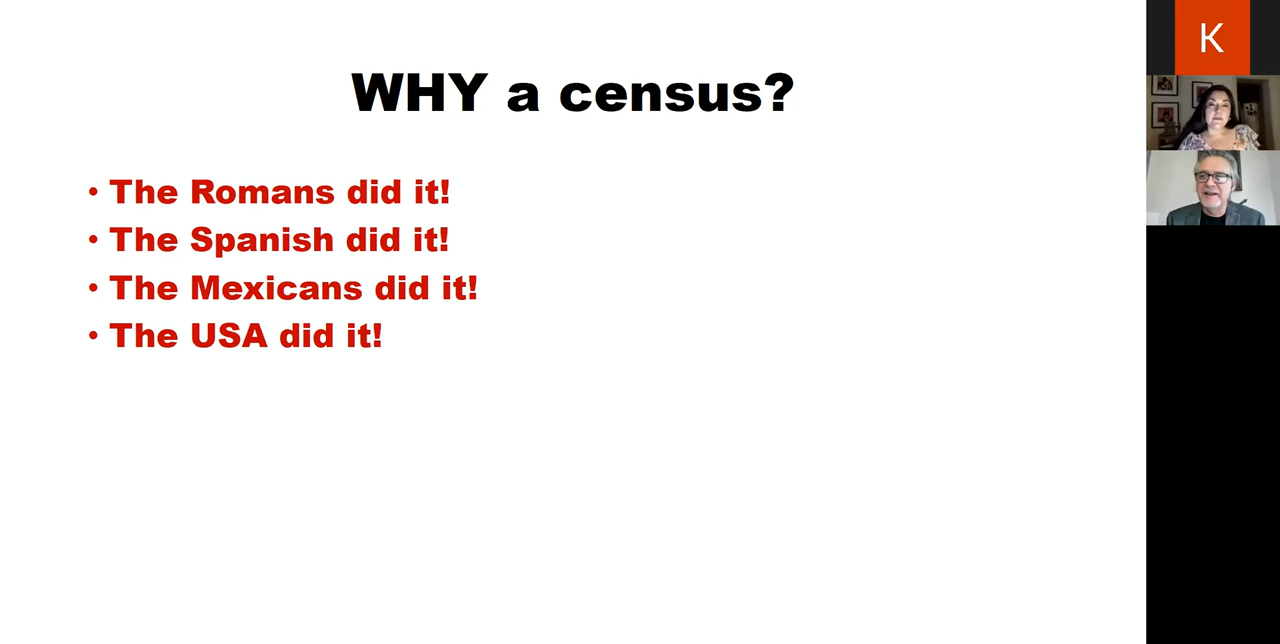 WHY a census?
• The Romans did it!
• The Spanish did it!
• The Mexicans did it!
• The USA did it!
K